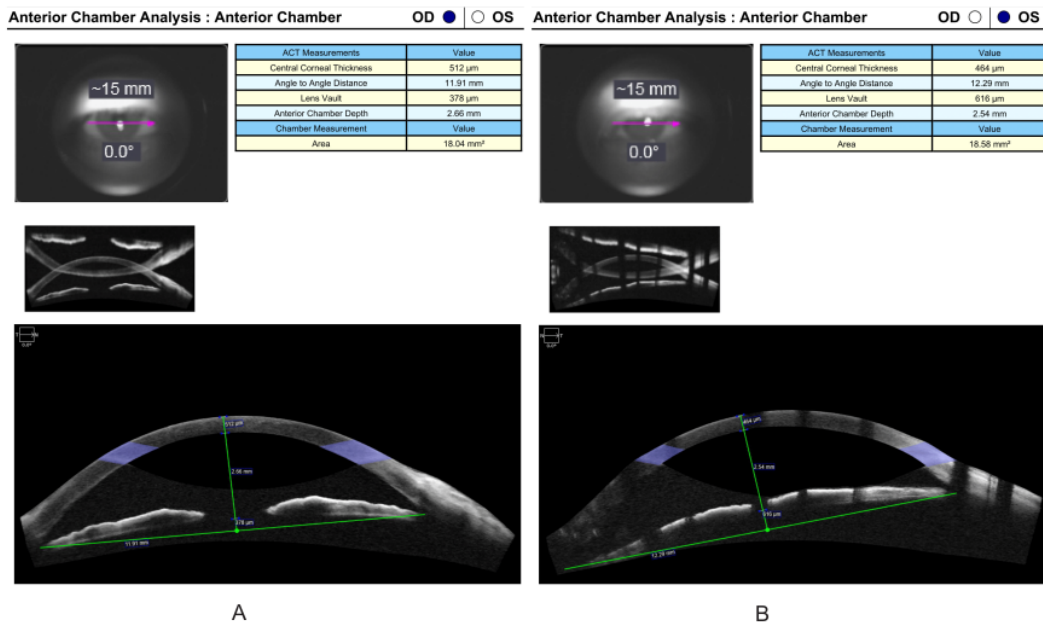 Anterior Chamber Analysis : Anterior Chamber OD OS
~15 mm
0.0°
ACT Measurements Value
Central Corneal Thickness 512 µm
Angle to Angle Distance 11.91 mm
Lens Vault 378 µm
Anterior Chamber Depth 2.66 mm
Chamber Measurement Value
Area 18.04 mm²
T N
0.0°
512 µm
2.66 mm
378 µm
11.91 mm
A
Anterior Chamber Analysis : Anterior Chamber OD OS
~15 mm
0.0°
ACT Measurements Value
Central Corneal Thickness 464 µm
Angle to Angle Distance 12.29 mm
Lens Vault 616 µm
Anterior Chamber Depth 2.54 mm
Chamber Measurement Value
Area 18.58 mm²
N T
0.0°
464 µm
2.54 mm
616 µm
12.29 mm
B